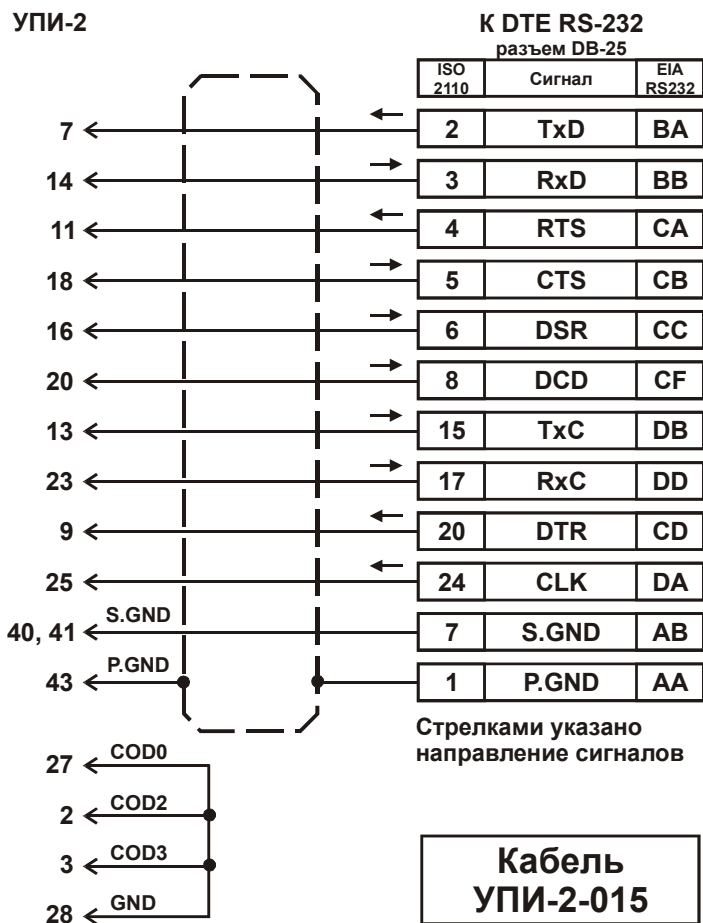 УПИ-2
К DTE RS-232
разъем DB-25
ISO 2110 Сигнал EIA RS232
7 2 TxD BA
14 3 RxD BB
11 4 RTS CA
18 5 CTS CB
16 6 DSR CC
20 8 DCD CF
13 15 TxC DB
23 17 RxC DD
9 20 DTR CD
25 24 CLK DA
40, 41 S.GND 7 S.GND AB
43 P.GND 1 P.GND AA
Стрелками указано
направление сигналов
27 COD0
2 COD2
3 COD3
28 GND
Кабель
УПИ-2-015